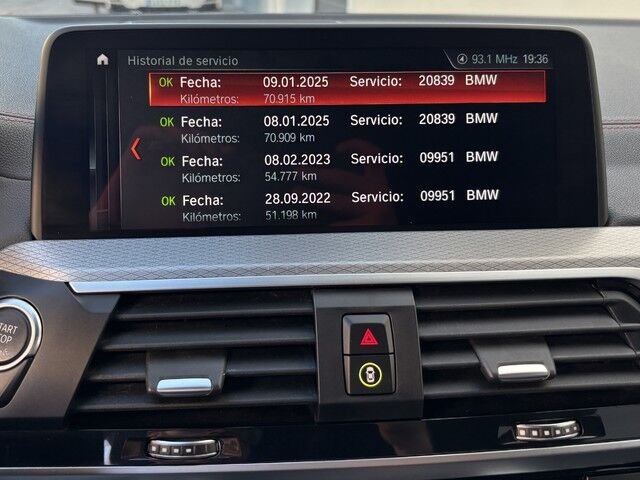 Historial de servicio 93.1 MHz 19:36
OK Fecha: 09.01.2025 Servicio: 20839 BMW
Kilómetros: 70.915 km
OK Fecha: 08.01.2025 Servicio: 20839 BMW
Kilómetros: 70.909 km
OK Fecha: 08.02.2023 Servicio: 09951 BMW
Kilómetros: 54.777 km
OK Fecha: 28.09.2022 Servicio: 09951 BMW
Kilómetros: 51.198 km
START
STOP